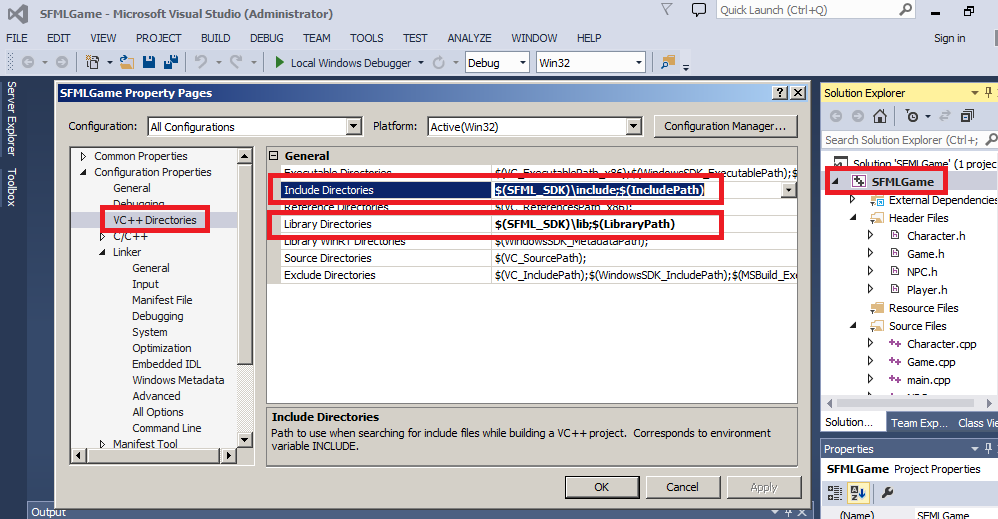 SFMLGame - Microsoft Visual Studio (Administrator)
Quick Launch (Ctrl+Q)
FILE EDIT VIEW PROJECT BUILD DEBUG TEAM TOOLS TEST ANALYZE WINDOW HELP
Sign in
Local Windows Debugger Debug Win32
Server Explorer
Toolbox
SFMLGame Property Pages
Configuration: All Configurations Platform: Active(Win32) Configuration Manager...
Common Properties
Configuration Properties
General
Debugging
VC++ Directories
C/C++
Linker
General
Input
Manifest File
Debugging
System
Optimization
Embedded IDL
Windows Metadata
Advanced
All Options
Command Line
Manifest Tool
General
Executable Directories $(VC_ExecutablePath_x86);$(WindowsSDK_ExecutablePath);$
Include Directories $(SFML_SDK)\include;$(IncludePath)
Reference Directories $(VC_ReferencesPath_x86);
Library Directories $(SFML_SDK)\lib;$(LibraryPath)
Library WinRT Directories $(WindowsSDK_MetadataPath);
Source Directories $(VC_SourcePath);
Exclude Directories $(VC_IncludePath);$(WindowsSDK_IncludePath);$(MSBuild_Exe
Include Directories
Path to use when searching for include files while building a VC++ project. Corresponds to environment
variable INCLUDE.
OK Cancel Apply
Output
Solution Explorer
Search Solution Explorer (Ctrl+;)
Solution 'SFMLGame' (1 projec
SFMLGame
External Dependencies
Header Files
Character.h
Game.h
NPC.h
Player.h
Resource Files
Source Files
Character.cpp
Game.cpp
main.cpp
Solution... Team Exp... Class Vie
Properties
SFMLGame Project Properties
(Name) SFMLGame